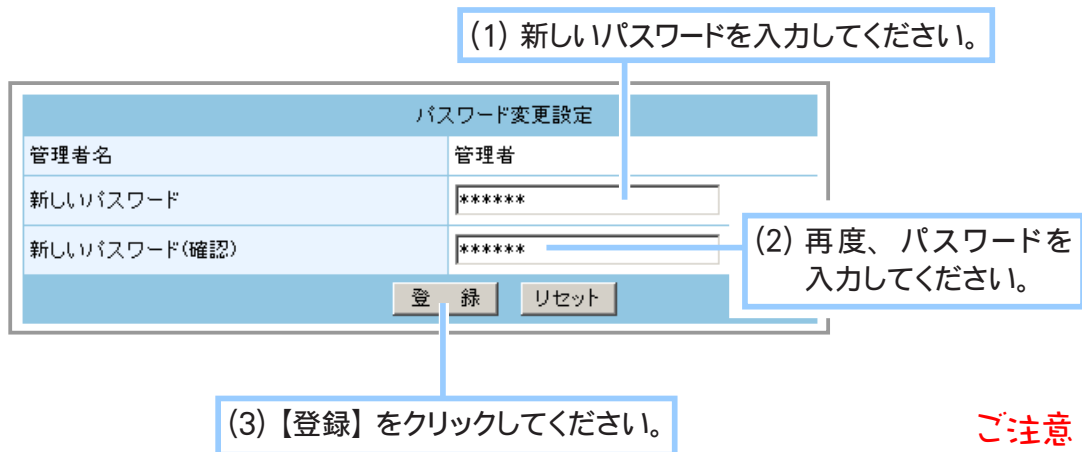 (1) 新しいパスワードを入力してください。
パスワード変更設定
管理者名 管理者
新しいパスワード ******
新しいパスワード(確認) ******
(2) 再度、パスワードを
入力してください。
登 録 リセット
(3)【登録】をクリックしてください。
ご注意